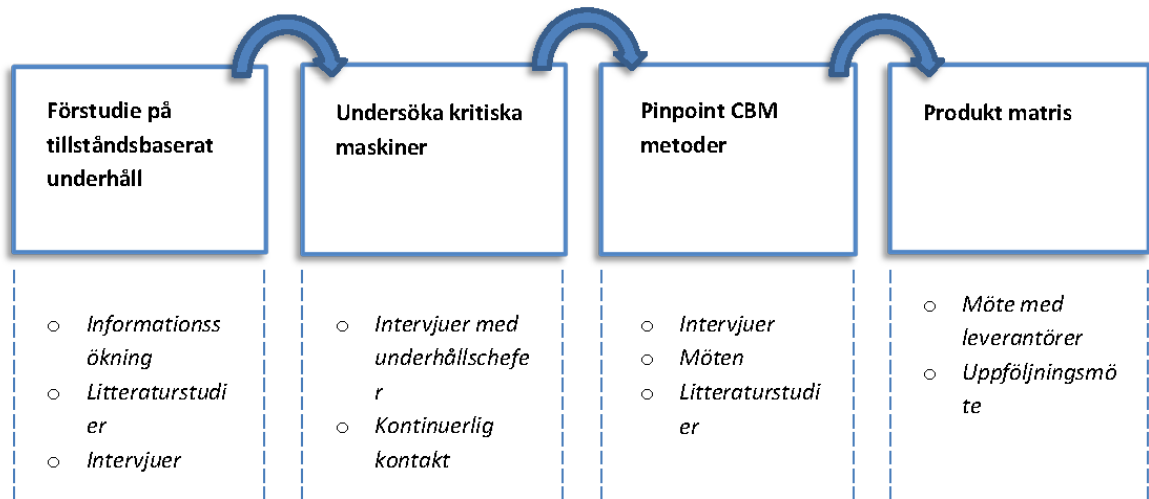 Förstudie på
tillståndsbaserat
underhåll
Undersöka kritiska
maskiner
Pinpoint CBM
metoder
Produkt matris
o Informationss
ökning
o Litteraturstudi
er
o Intervjuer
o Intervjuer med
underhållschefe
r
o Kontinuerlig
kontakt
o Intervjuer
o Möten
o Litteraturstudi
er
o Möte med
leverantörer
o Uppföljningsmö
te